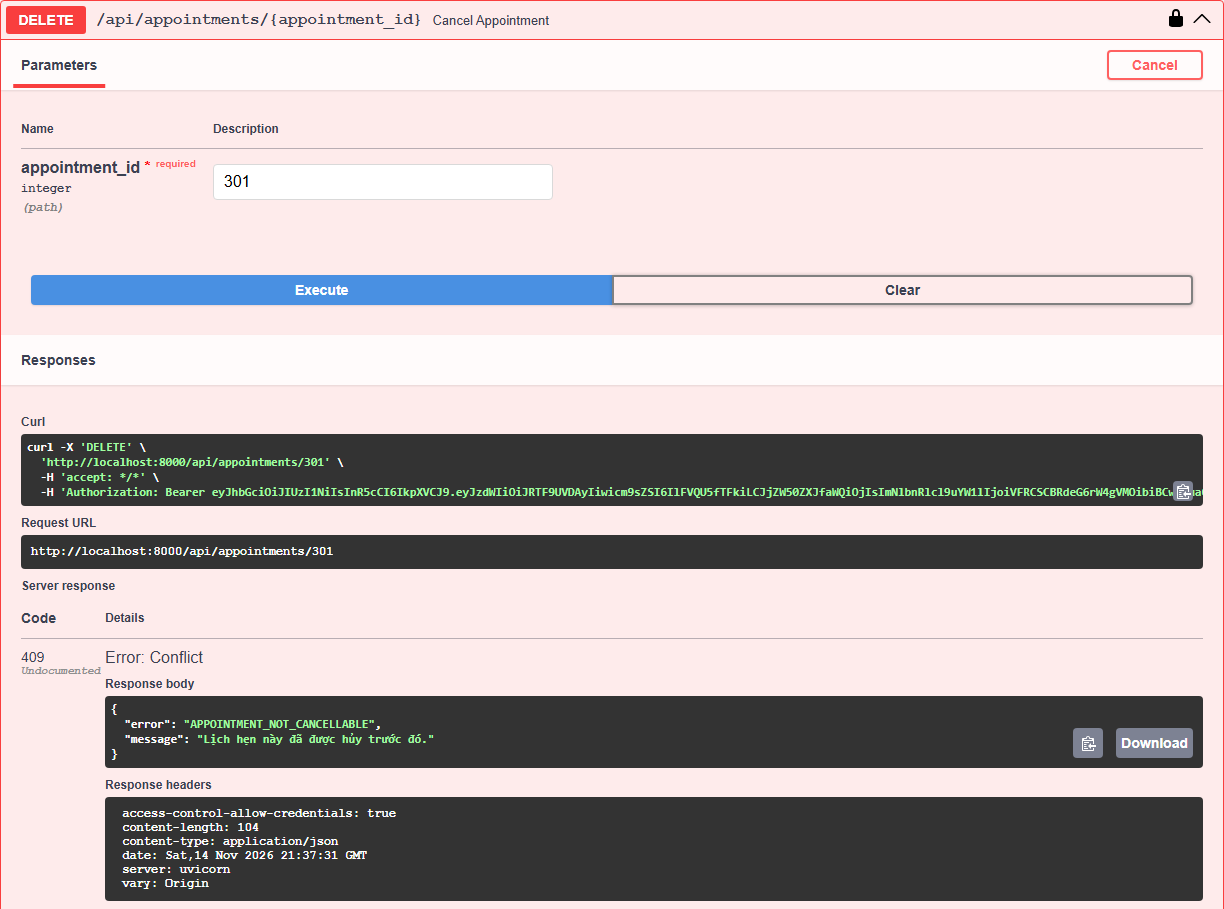 DELETE /api/appointments/{appointment_id} Cancel Appointment
Parameters
Cancel
Name Description
appointment_id * required
integer
(path)
301
Execute Clear
Responses
Curl
curl -X 'DELETE' \
'http://localhost:8000/api/appointments/301' \
-H 'accept: */*' \
-H 'Authorization: Bearer
Request URL
http://localhost:8000/api/appointments/301
Server response
Code Details
409
Undocumented
Error: Conflict
Response body
{
"error": "APPOINTMENT_NOT_CANCELLABLE",
"message": "Lịch hẹn này đã được hủy trước đó."
}
Download
Response headers
access-control-allow-credentials: true
content-length: 104
content-type: application/json
date: Sat,14 Nov 2026 21:37:31 GMT
server: uvicorn
vary: Origin